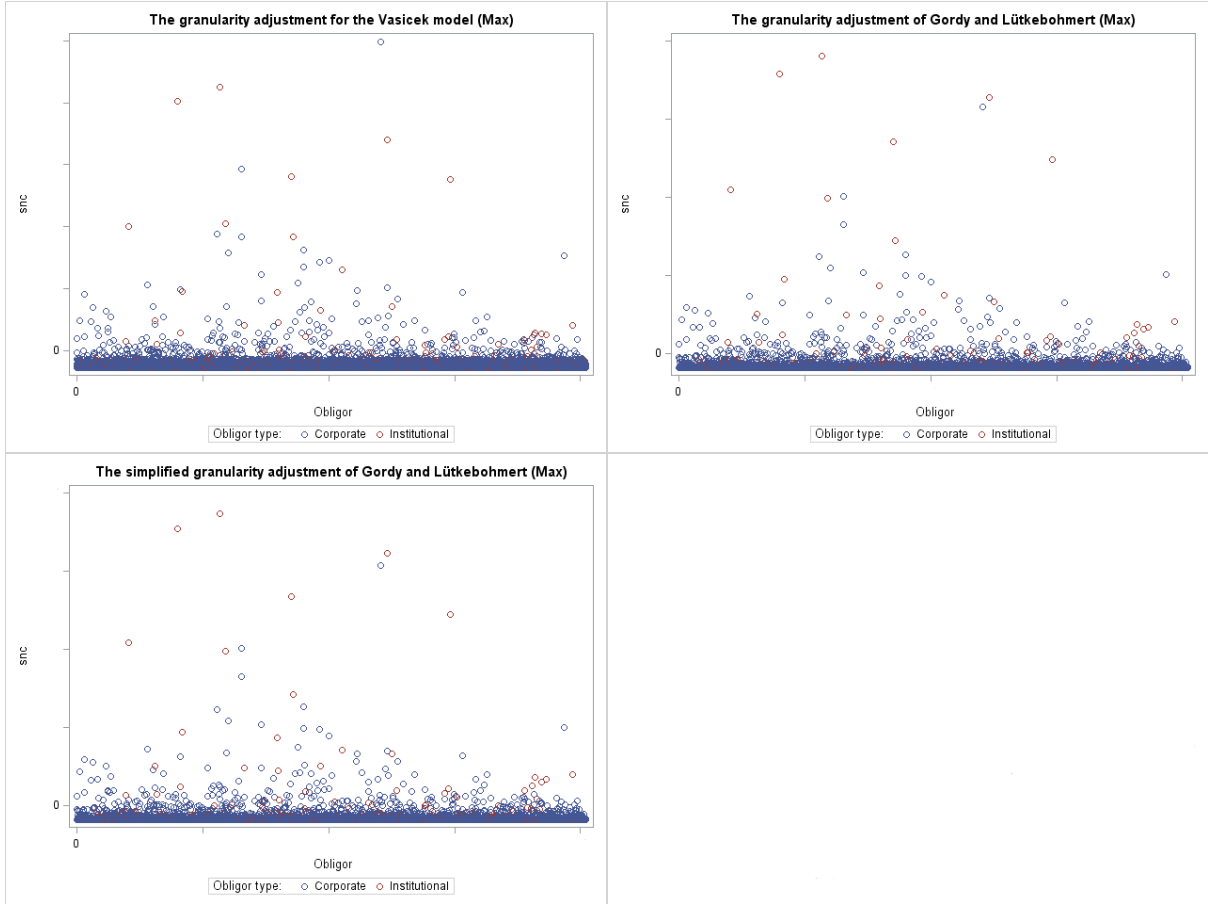 The granularity adjustment for the Vasicek model (Max)
snc
0
0
Obligor
Obligor type: Corporate Institutional
The granularity adjustment of Gordy and Lütkebohmert (Max)
snc
0
0
Obligor
Obligor type: Corporate Institutional
The simplified granularity adjustment of Gordy and Lütkebohmert (Max)
snc
0
0
Obligor
Obligor type: Corporate Institutional